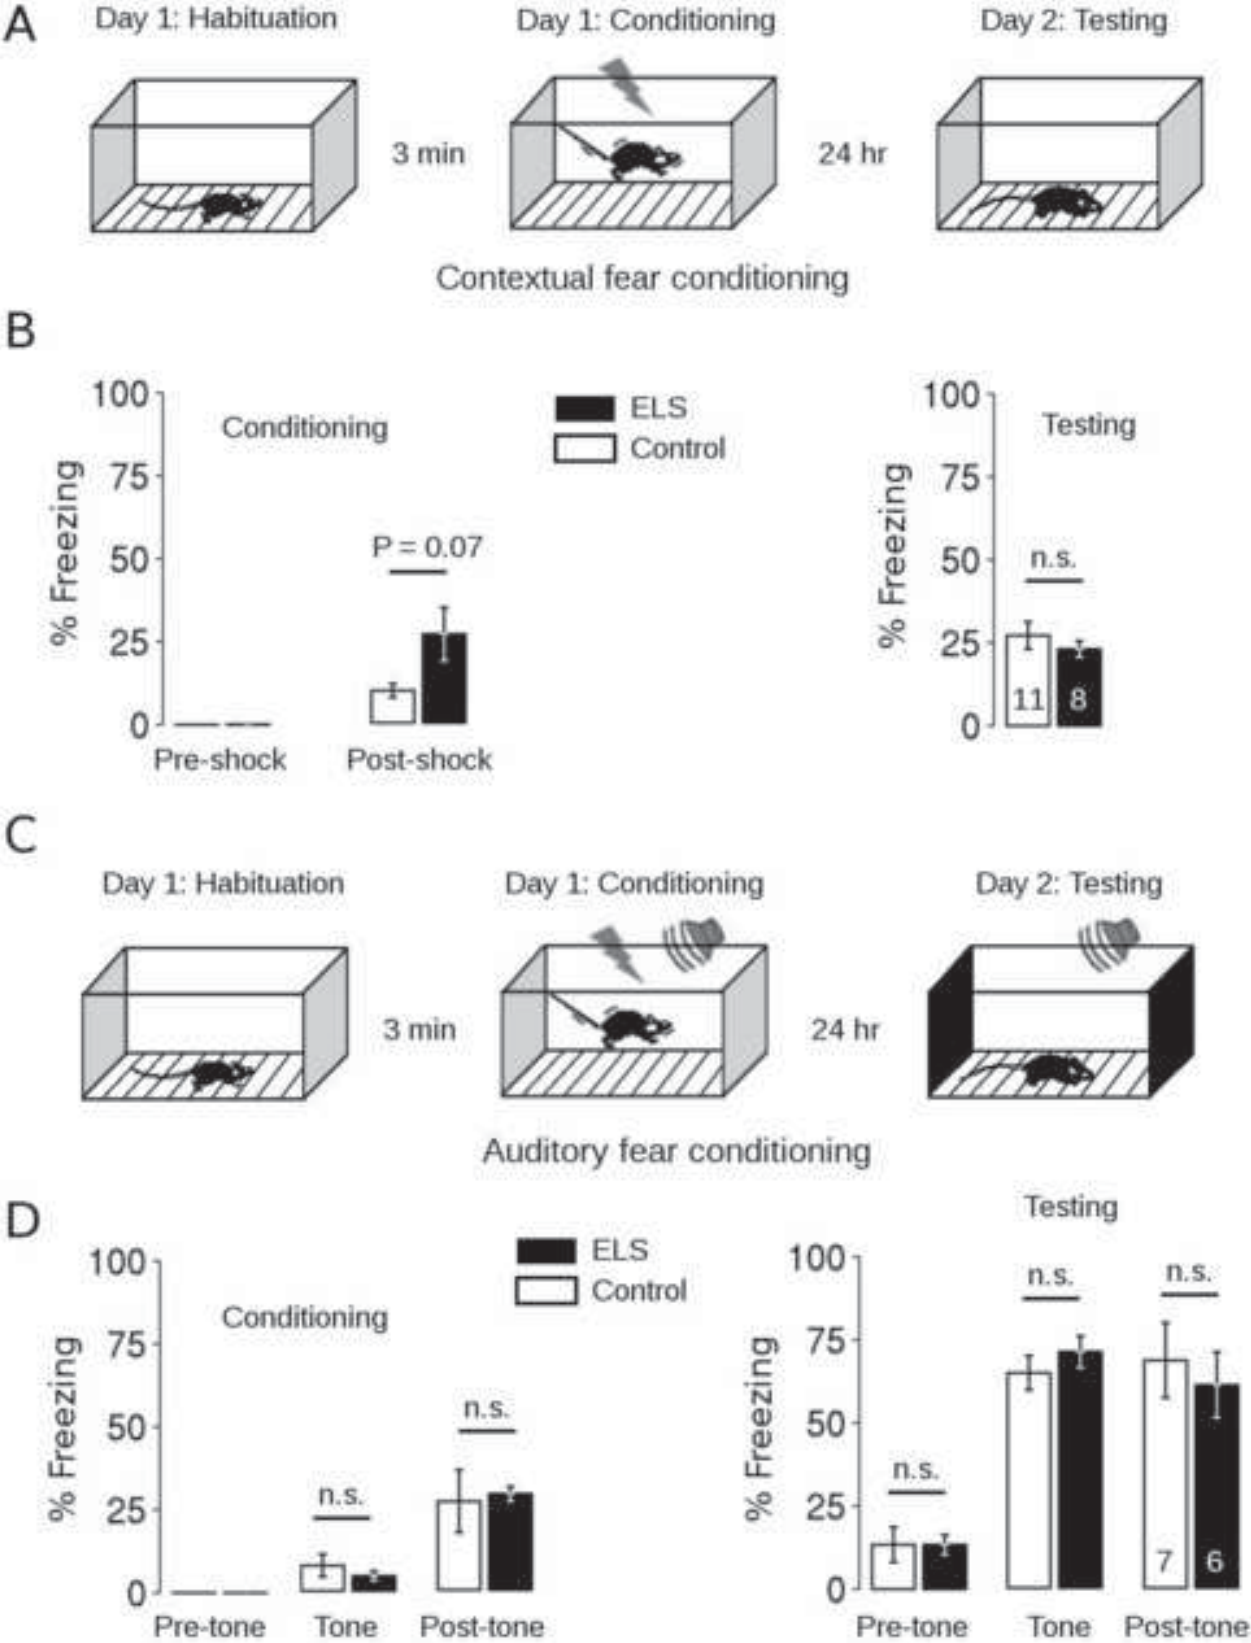 A
Day 1: Habituation
Day 1: Conditioning
Day 2: Testing
3 min
24 hr
Contextual fear conditioning
B
100
75
50
25
0
% Freezing
Conditioning
P = 0.07
Pre-shock
Post-shock
ELS
Control
100
75
50
25
0
% Freezing
Testing
n.s.
11
8
C
Day 1: Habituation
Day 1: Conditioning
Day 2: Testing
3 min
24 hr
Auditory fear conditioning
D
100
75
50
25
0
% Freezing
Conditioning
n.s.
n.s.
Pre-tone
Tone
Post-tone
ELS
Control
Testing
100
75
50
25
0
% Freezing
n.s.
n.s.
n.s.
7
6
Pre-tone
Tone
Post-tone